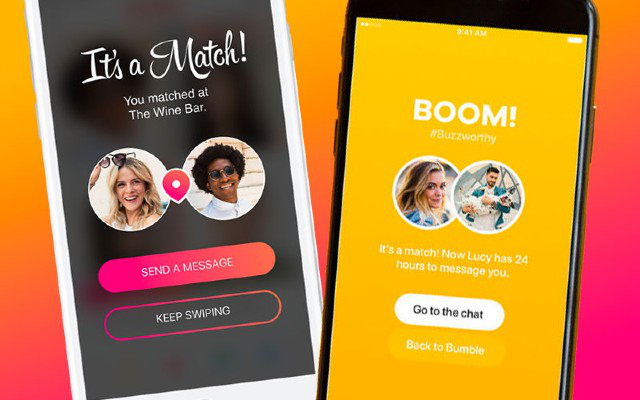 It's a Match!
You matched at
The Wine Bar.
SEND A MESSAGE
KEEP SWIPING
9:41 AM
BOOM!
#Buzzworthy
It's a match! Now Lucy has 24
hours to message you.
Go to the chat
Back to Bumble